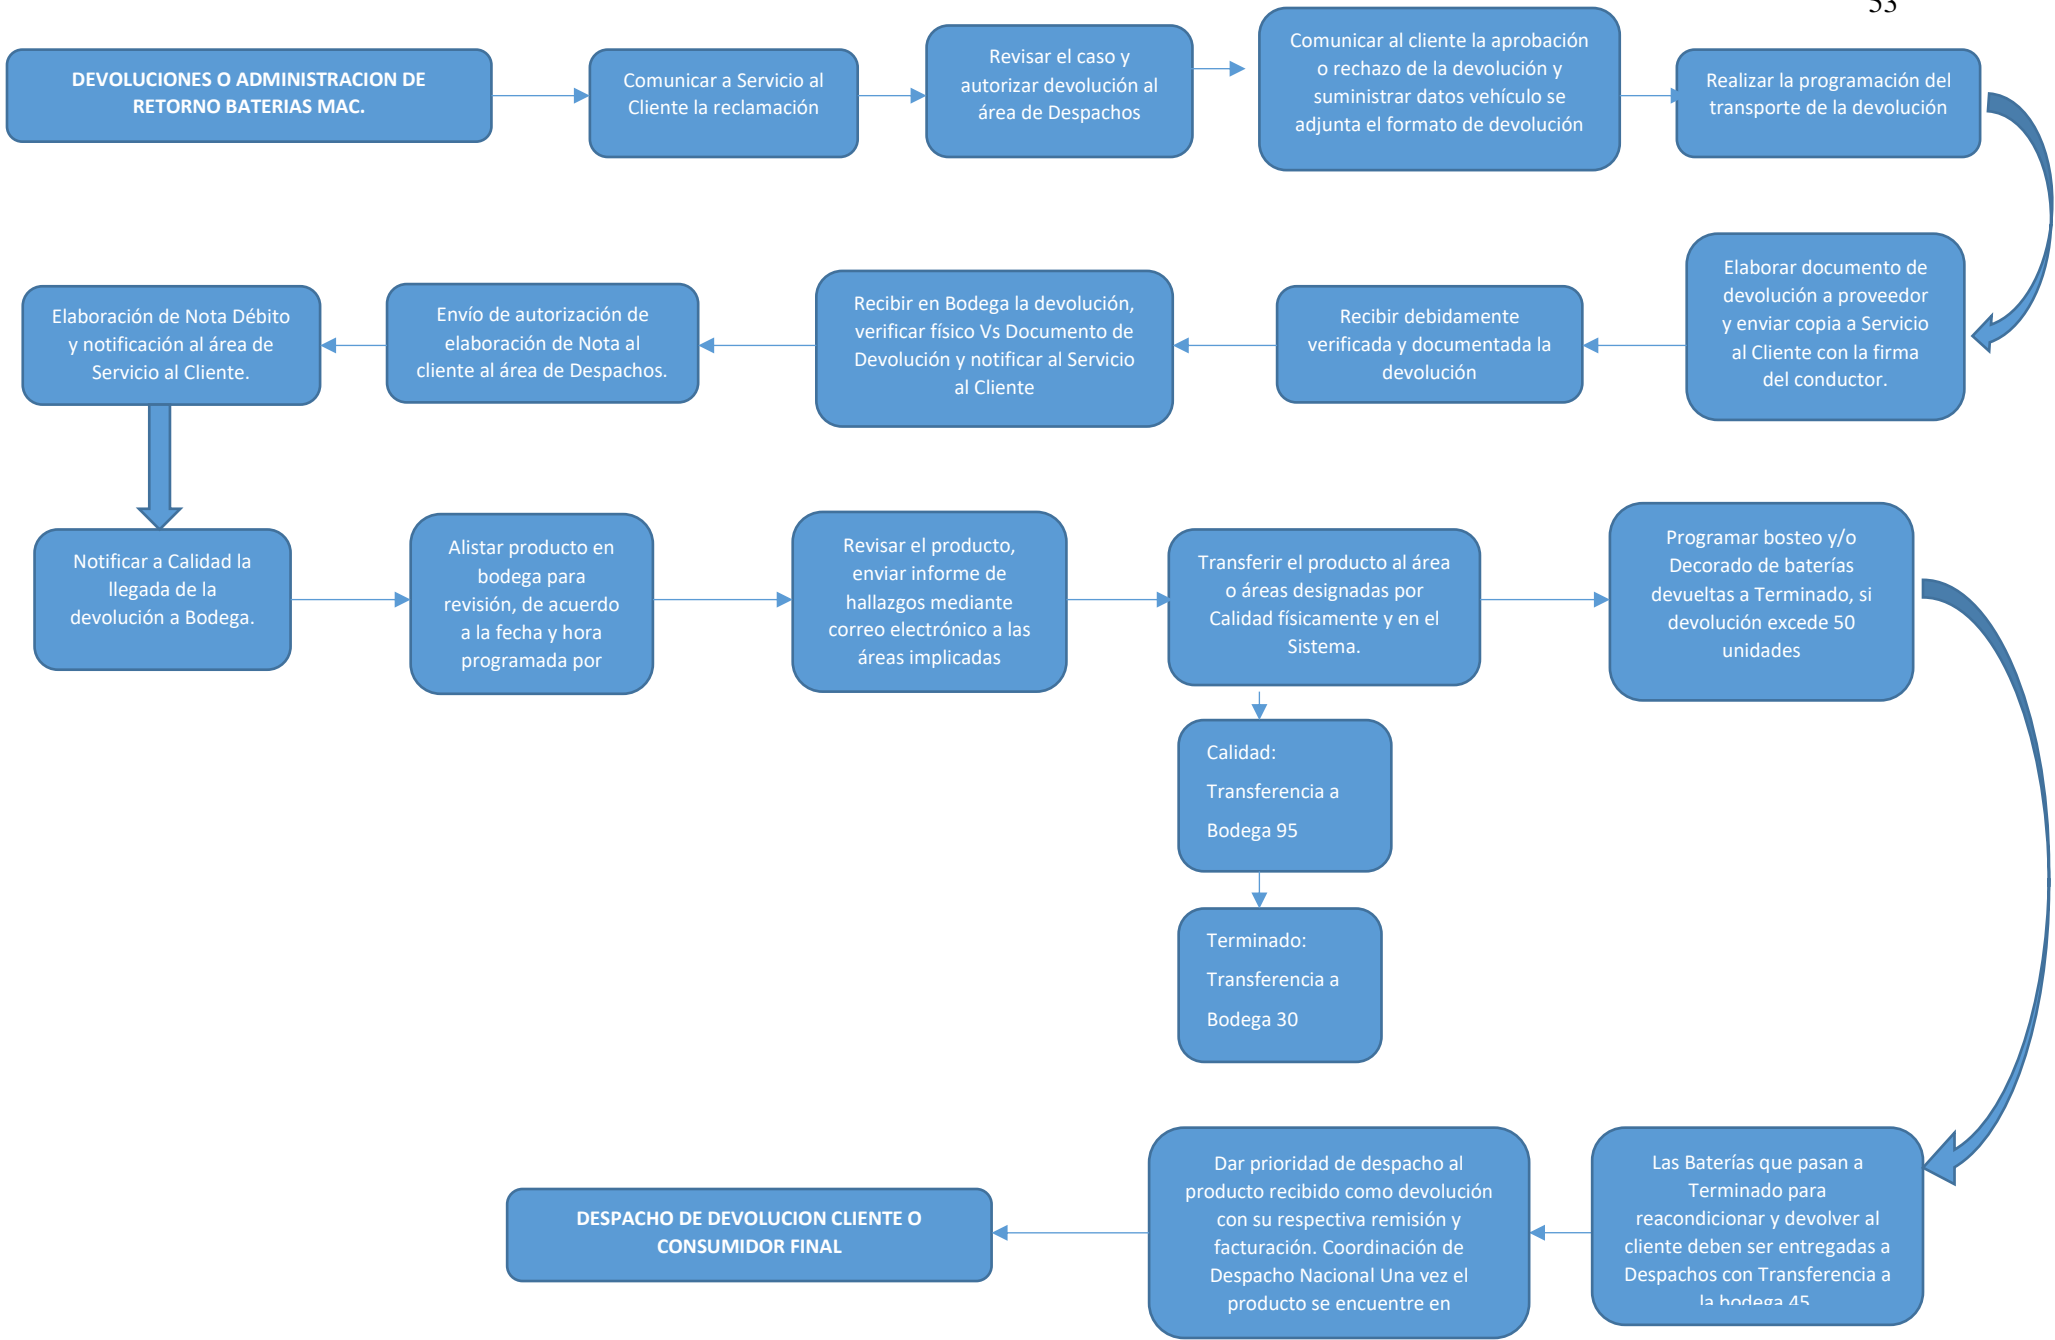 53
DEVOLUCIONES O ADMINISTRACION DE
RETORNO BATERIAS MAC.
Comunicar a Servicio al
Cliente la reclamación
Revisar el caso y
autorizar devolución al
área de Despachos
Comunicar al cliente la aprobación
o rechazo de la devolución y
suministrar datos vehículo se
adjunta el formato de devolución
Realizar la programación del
transporte de la devolución
Elaborar documento de
devolución a proveedor
y enviar copia a Servicio
al Cliente con la firma
del conductor.
Recibir debidamente
verificada y documentada la
devolución
Recibir en Bodega la devolución,
verificar físico Vs Documento de
Devolución y notificar al Servicio
al Cliente
Envío de autorización de
elaboración de Nota al
cliente al área de Despachos.
Elaboración de Nota Débito
y notificación al área de
Servicio al Cliente.
Notificar a Calidad la
llegada de la
devolución a Bodega.
Alistar producto en
bodega para
revisión, de acuerdo
a la fecha y hora
programada por
Revisar el producto,
enviar informe de
hallazgos mediante
correo electrónico a las
áreas implicadas
Transferir el producto al área
o áreas designadas por
Calidad físicamente y en el
Sistema.
Programar bosteo y/o
Decorado de baterías
devueltas a Terminado, si
devolución excede 50
unidades
Calidad:
Transferencia a
Bodega 95
Terminado:
Transferencia a
Bodega 30
Las Baterías que pasan a
Terminado para
reacondicionar y devolver al
cliente deben ser entregadas a
Despachos con Transferencia a
la bodega 45
Dar prioridad de despacho al
producto recibido como devolución
con su respectiva remisión y
facturación. Coordinación de
Despacho Nacional Una vez el
producto se encuentre en
DESPACHO DE DEVOLUCION CLIENTE O
CONSUMIDOR FINAL